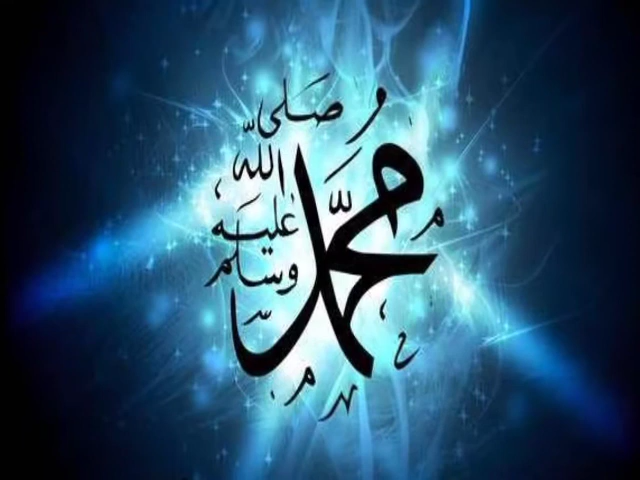 محمد
صلى
الله
عليه
وسلم